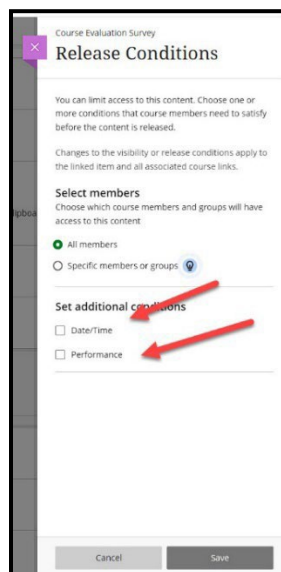 Course Evaluation Survey
Release Conditions
You can limit access to this content. Choose one or
more conditions that course members need to satisfy
before the content is released.
Changes to the visibility or release conditions apply to
the linked item and all associated course links.
Select members
Choose which course members and groups will have
access to this content
All members
Specific members or groups
Set additional conditions
Date/Time
Performance
Cancel
Save